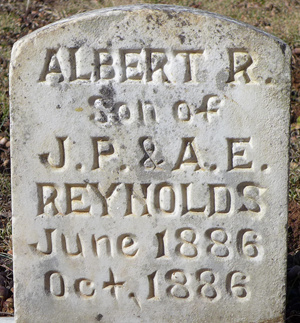 ALBERT R.
Son of
J.P. & A.E.
REYNOLDS
June 1886
Oct, 1886